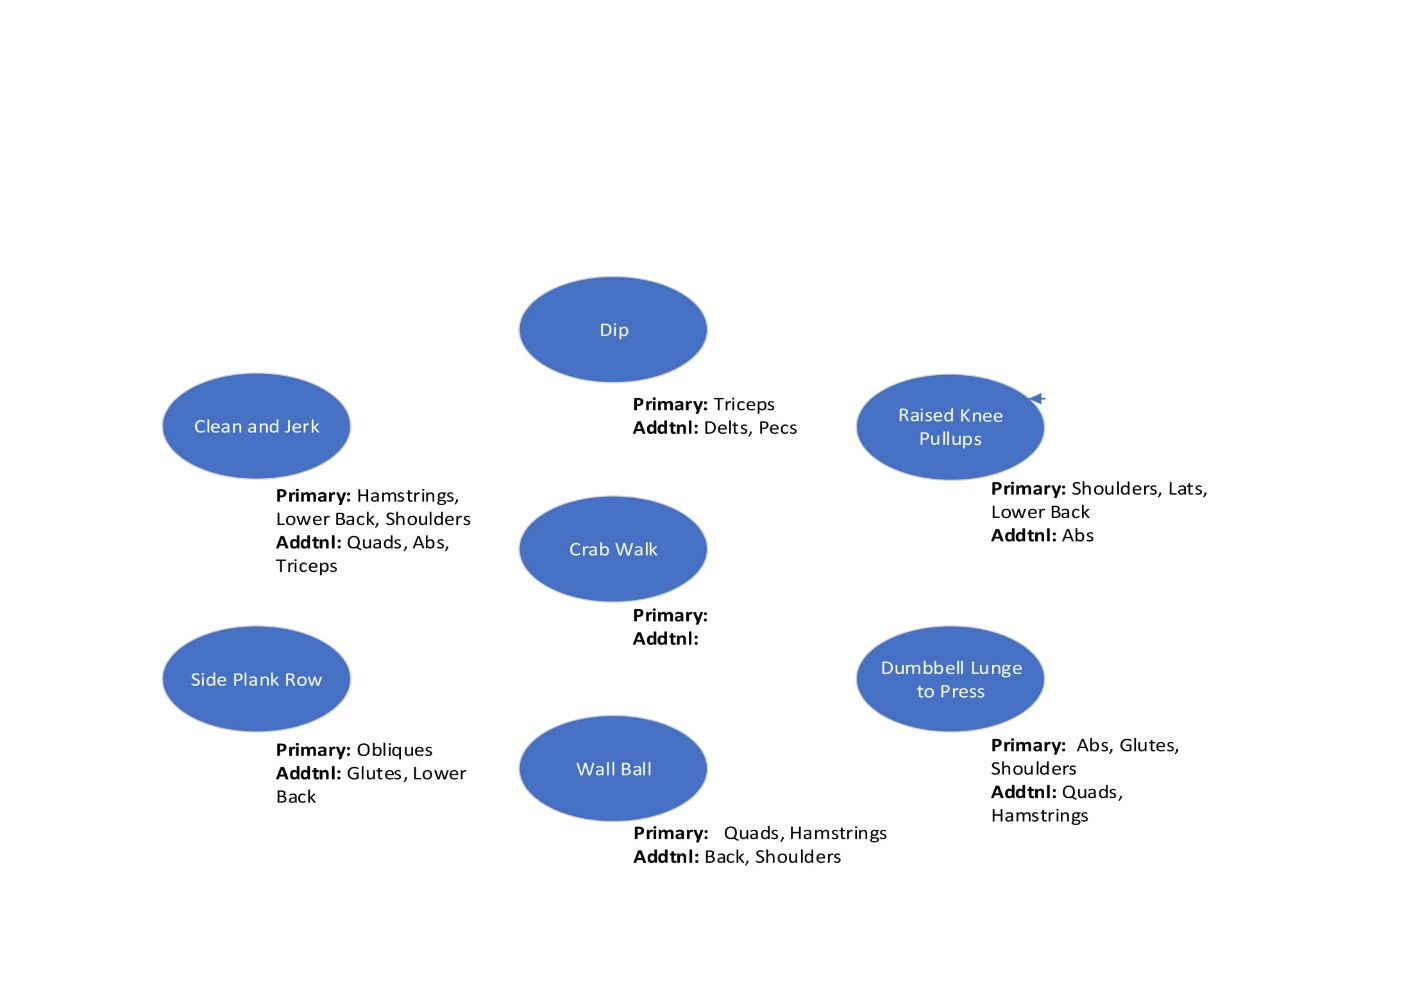 Dip
Primary: Triceps
Addtnl: Delts, Pecs
Clean and Jerk
Primary: Hamstrings,
Lower Back, Shoulders
Addtnl: Quads, Abs,
Triceps
Raised Knee
Pullups
Primary: Shoulders, Lats,
Lower Back
Addtnl: Abs
Crab Walk
Primary:
Addtnl:
Side Plank Row
Primary: Obliques
Addtnl: Glutes, Lower
Back
Dumbbell Lunge
to Press
Primary: Abs, Glutes,
Shoulders
Addtnl: Quads,
Hamstrings
Wall Ball
Primary: Quads, Hamstrings
Addtnl: Back, Shoulders